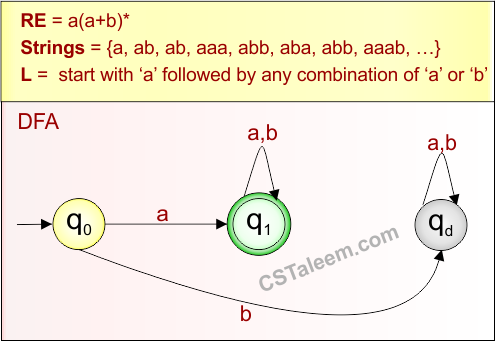 RE = a(a+b)*
Strings = {a, ab, ab, aaa, abb, aba, abb, aaab, …}
L = start with ‘a’ followed by any combination of ‘a’ or ‘b’
DFA
a,b
a,b
q0
a
q1
qd
CSTaleem.com
b